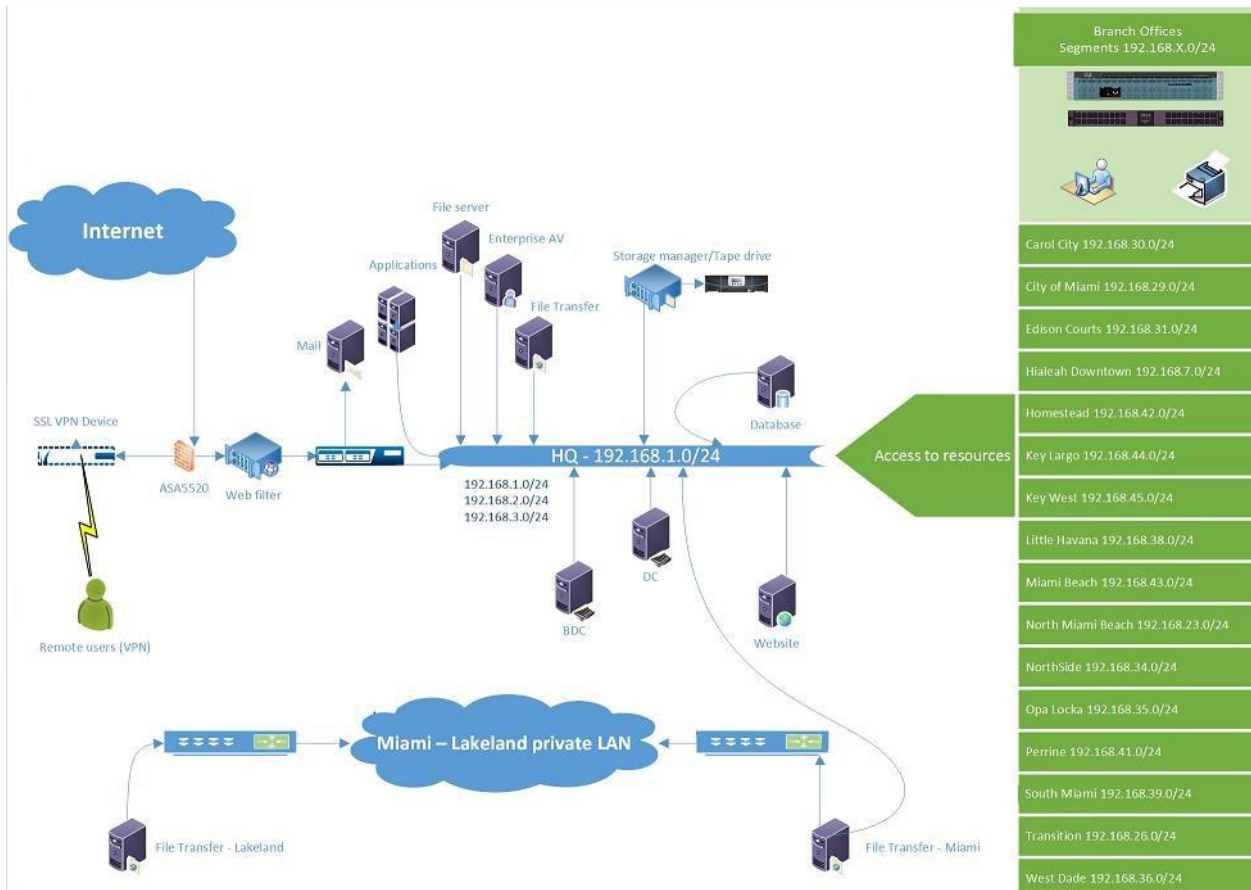 Branch Offices
Segments 192.168.X.0/24
Internet
File server
Enterprise AV
Applications
File Transfer
Mail
Storage manager/Tape drive
Database
SSL VPN Device
ASA5520
Web filter
HQ - 192.168.1.0/24
192.168.1.0/24
192.168.2.0/24
192.168.3.0/24
Access to resources
BDC
DC
Website
Remote users (VPN)
Miami – Lakeland private LAN
File Transfer - Lakeland
File Transfer - Miami
Carol City 192.168.30.0/24
City of Miami 192.168.29.0/24
Edison Courts 192.168.31.0/24
Hialeah Downtown 192.168.7.0/24
Homestead 192.168.42.0/24
Key Largo 192.168.44.0/24
Key West 192.168.45.0/24
Little Havana 192.168.38.0/24
Miami Beach 192.168.43.0/24
North Miami Beach 192.168.23.0/24
NorthSide 192.168.34.0/24
Opa Locka 192.168.35.0/24
Perrine 192.168.41.0/24
South Miami 192.168.39.0/24
Transition 192.168.26.0/24
West Dade 192.168.36.0/24